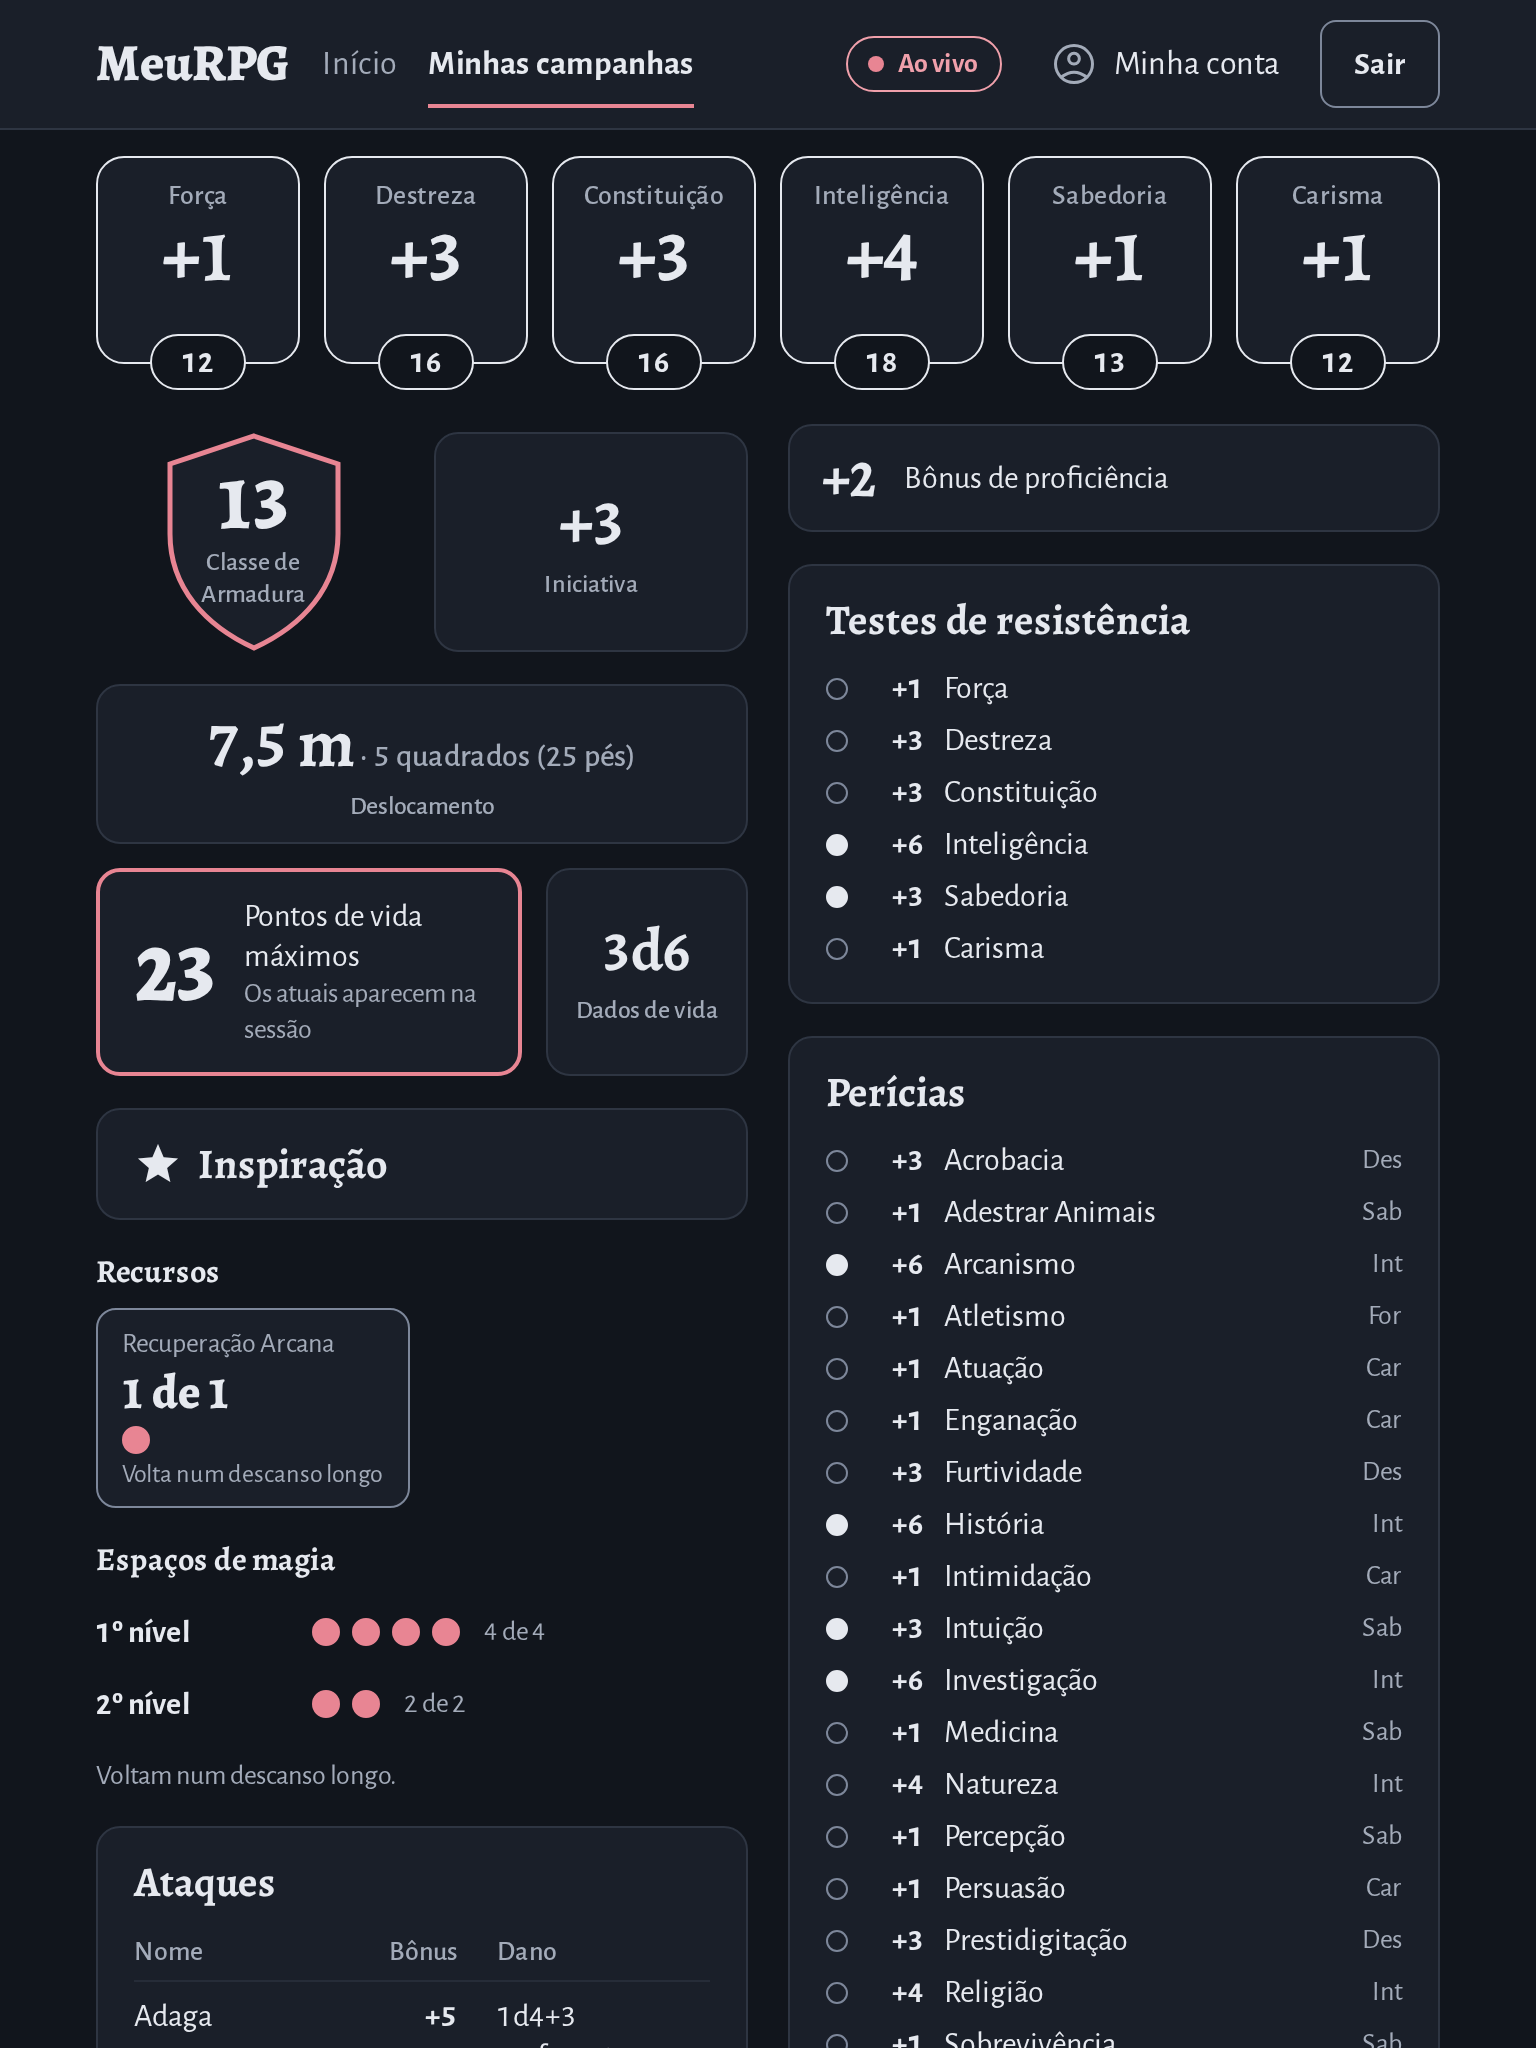 MeuRPG Início Minhas campanhas Ao vivo Minha conta Sair
Força Destreza Constituição Inteligência Sabedoria Carisma
+1 +3 +3 +4 +1 +1
12 16 16 18 13 12
13
Classe de
Armadura
+3
Iniciativa
7,5 m · 5 quadrados (25 pés)
Deslocamento
23
Pontos de vida
máximos
Os atuais aparecem na
sessão
3d6
Dados de vida
Inspiração
Recursos
Recuperação Arcana
1 de 1
Volta num descanso longo
Espaços de magia
1º nível 4 de 4
2º nível 2 de 2
Voltam num descanso longo.
Ataques
Nome Bônus Dano
Adaga +5 1d4+3
+2 Bônus de proficiência
Testes de resistência
+1 Força
+3 Destreza
+3 Constituição
+6 Inteligência
+3 Sabedoria
+1 Carisma
Perícias
+3 Acrobacia Des
+1 Adestrar Animais Sab
+6 Arcanismo Int
+1 Atletismo For
+1 Atuação Car
+1 Enganação Car
+3 Furtividade Des
+6 História Int
+1 Intimidação Car
+3 Intuição Sab
+6 Investigação Int
+1 Medicina Sab
+4 Natureza Int
+1 Percepção Sab
+1 Persuasão Car
+3 Prestidigitação Des
+4 Religião Int
+1 Sobrevivência Sab